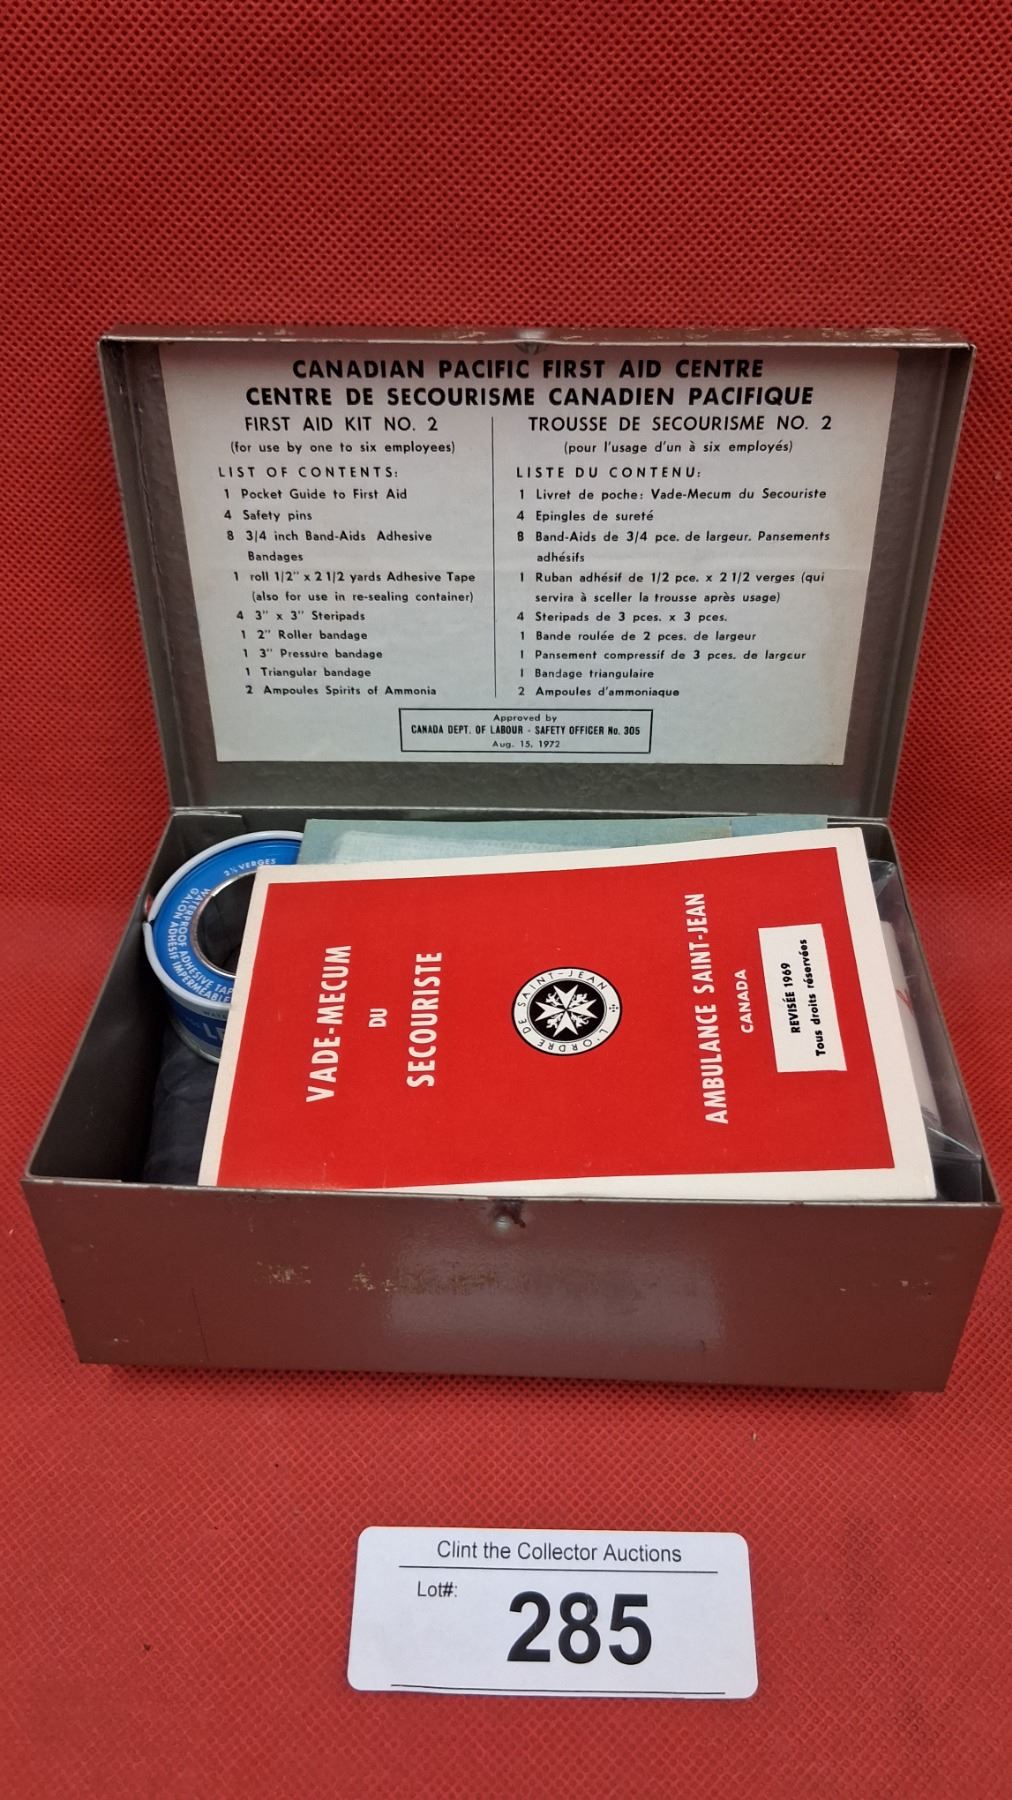 CANADIAN PACIFIC FIRST AID CENTRE
CENTRE DE SECOURISME CANADIEN PACIFIQUE
FIRST AID KIT NO. 2
(for use by one to six employees)
LIST OF CONTENTS:
1 Pocket Guide to First Aid
4 Safety pins
8 3/4 inch Band-Aids Adhesive
Bandages
1 roll 1/2" x 2 1/2 yards Adhesive Tape
(also for use in re-sealing container)
4 3" x 3" Steripads
1 2" Roller bandage
1 3" Pressure bandage
1 Triangular bandage
2 Ampoules Spirits of Ammonia
TROUSSE DE SECOURISME NO. 2
(pour l'usage d'un à six employés)
LISTE DU CONTENU:
1 Livret de poche: Vade-Mecum du Secouriste
4 Epingles de sureté
8 Band-Aids de 3/4 pce. de largeur. Pansements
adhésifs
1 Ruban adhésif de 1/2 pce. x 2 1/2 verges (qui
servira à sceller la trousse après usage)
4 Steripads de 3 pces. x 3 pces.
1 Bande roulée de 2 pces. de largeur
1 Pansement compressif de 3 pces. de largeur
1 Bandage triangulaire
2 Ampoules d'ammoniaque
Approved by
CANADA DEPT. OF LABOUR - SAFETY OFFICER No. 305
Aug. 15, 1972
2 1/2 VERGES
WATERPROOF ADHESIVE TAP
GALON ADHÉSIF IMPERMÉABLE
VADE-MECUM
DU
SECOURISTE
L'ORDRE DE SAINT-JEAN
AMBULANCE SAINT-JEAN
CANADA
REVISÉE 1969
Tous droits réservées
Clint the Collector Auctions
Lot#:
285